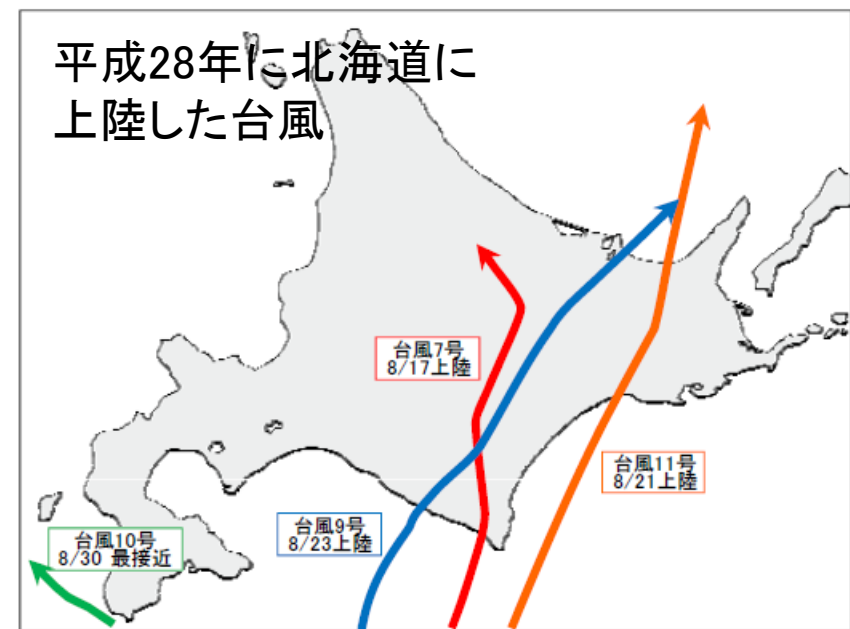 平成28年に北海道に
上陸した台風
台風7号
8/17上陸
台風11号
8/21上陸
台風9号
8/23上陸
台風10号
8/30 最接近